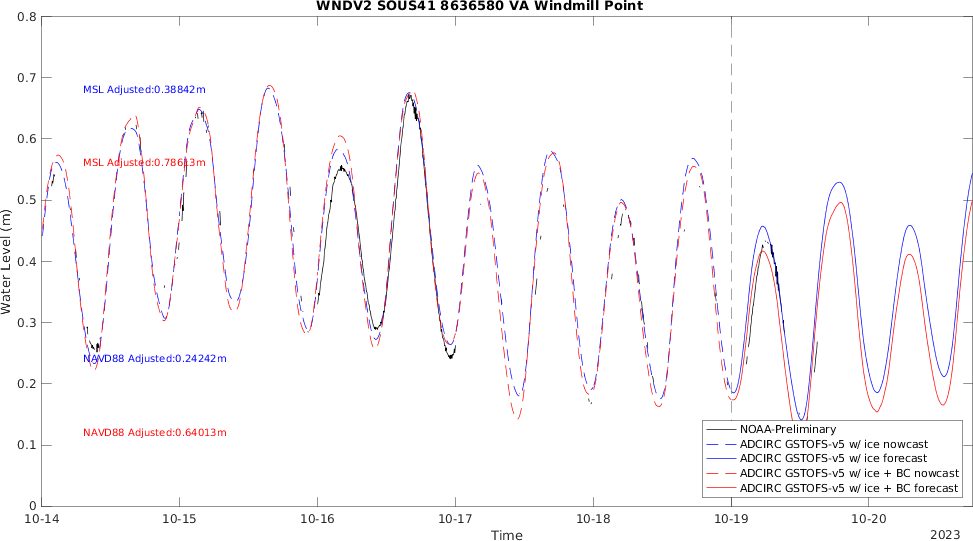 WNDV2 SOUS41 8636580 VA Windmill Point
0.8
0.7
0.6
0.5
0.4
0.3
0.2
0.1
0
Water Level (m)
MSL Adjusted:0.38842m
MSL Adjusted:0.78613m
NAVD88 Adjusted:0.24242m
NAVD88 Adjusted:0.64013m
NOAA-Preliminary
ADCIRC GSTOFS-v5 w/ ice nowcast
ADCIRC GSTOFS-v5 w/ ice forecast
ADCIRC GSTOFS-v5 w/ ice + BC nowcast
ADCIRC GSTOFS-v5 w/ ice + BC forecast
10-14 10-15 10-16 10-17 10-18 10-19 10-20
Time
2023